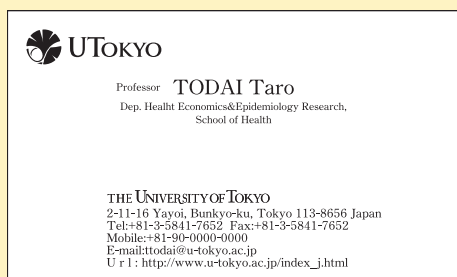 UTOKYO
Professor TODAI Taro
Dep. Healht Economics&Epidemiology Research,
School of Health
THE UNIVERSITY OF TOKYO
2-11-16 Yayoi, Bunkyo-ku, Tokyo 113-8656 Japan
Tel:+81-3-5841-7652 Fax:+81-3-5841-7652
Mobile:+81-90-0000-0000
E-mail:ttodai@u-tokyo.ac.jp
U r l : http://www.u-tokyo.ac.jp/index_j.html